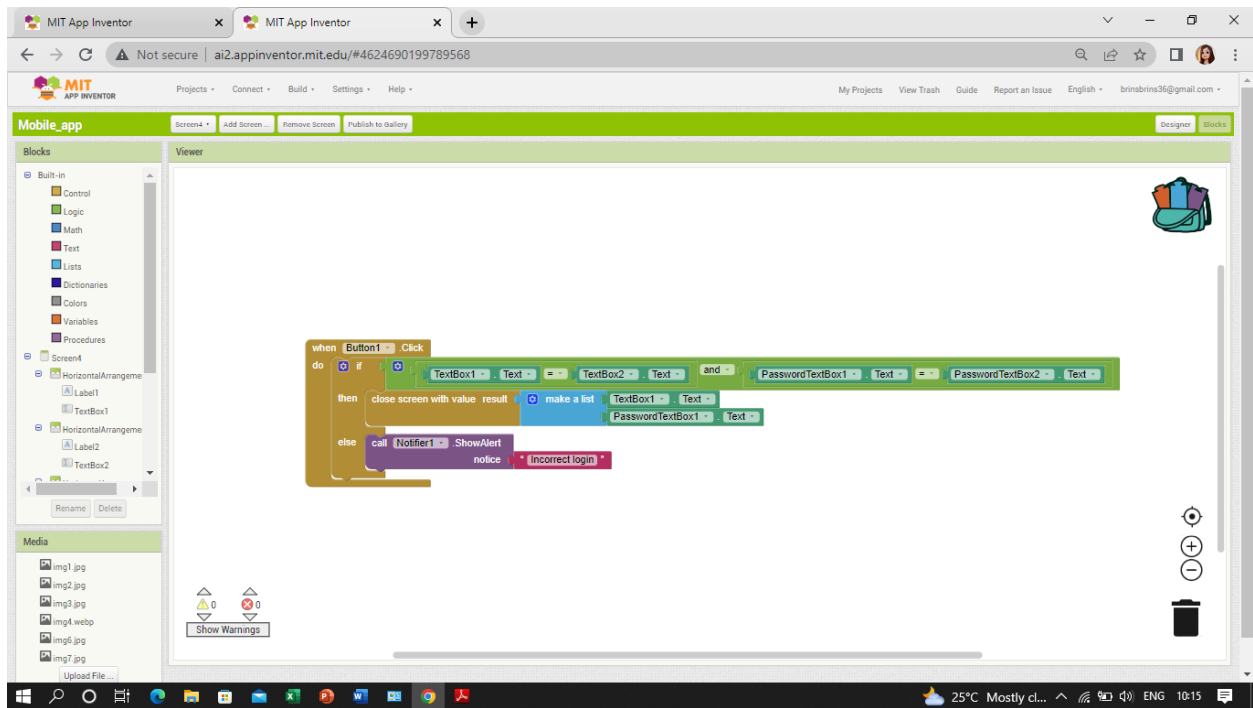 MIT App Inventor
MIT App Inventor
Not secure | ai2.appinventor.mit.edu/#4624690199789568
MIT APP INVENTOR
Projects Connect Build Settings Help My Projects View Trash Guide Report an Issue English brinsbrins36@gmail.com
Mobile_app Screen4 Add Screen ... Remove Screen Publish to Gallery Designer Blocks
Blocks
Built-in
Control
Logic
Math
Text
Lists
Dictionaries
Colors
Variables
Procedures
Screen4
HorizontalArrangeme
Label1
TextBox1
HorizontalArrangeme
Label2
TextBox2
Rename Delete
Media
img1.jpg
img2.jpg
img3.jpg
img4.webp
img6.jpg
img7.jpg
Upload File ...
Viewer
when Button1 .Click
do if TextBox1 . Text = TextBox2 . Text and PasswordTextBox1 . Text = PasswordTextBox2 . Text
then close screen with value result make a list TextBox1 . Text
PasswordTextBox1 . Text
else call Notifier1 .ShowAlert
notice " Incorrect login "
0 0
Show Warnings
25°C Mostly cl... ENG 10:15